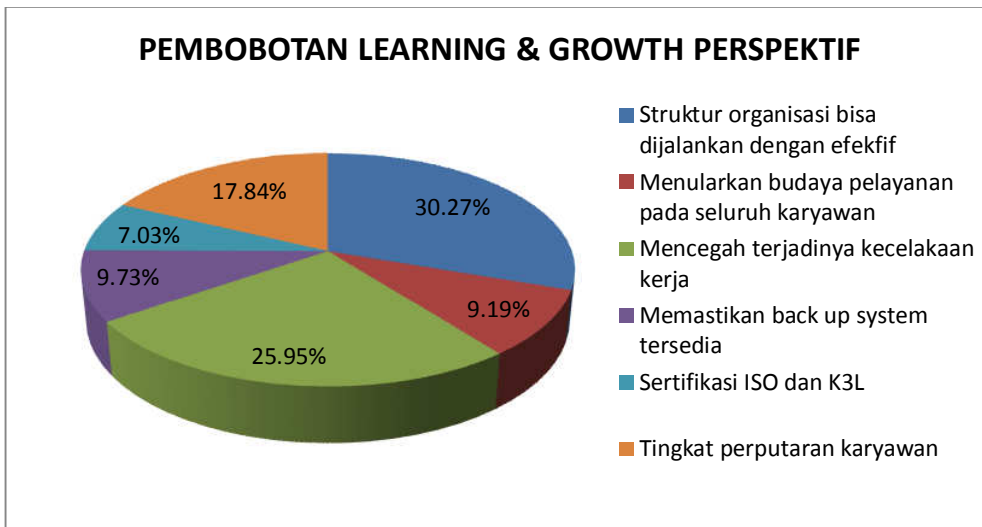 PEMBOBOTAN LEARNING & GROWTH PERSPEKTIF
30.27%
9.19%
25.95%
9.73%
7.03%
17.84%
Struktur organisasi bisa
dijalankan dengan efekfif
Menularkan budaya pelayanan
pada seluruh karyawan
Mencegah terjadinya kecelakaan
kerja
Memastikan back up system
tersedia
Sertifikasi ISO dan K3L
Tingkat perputaran karyawan